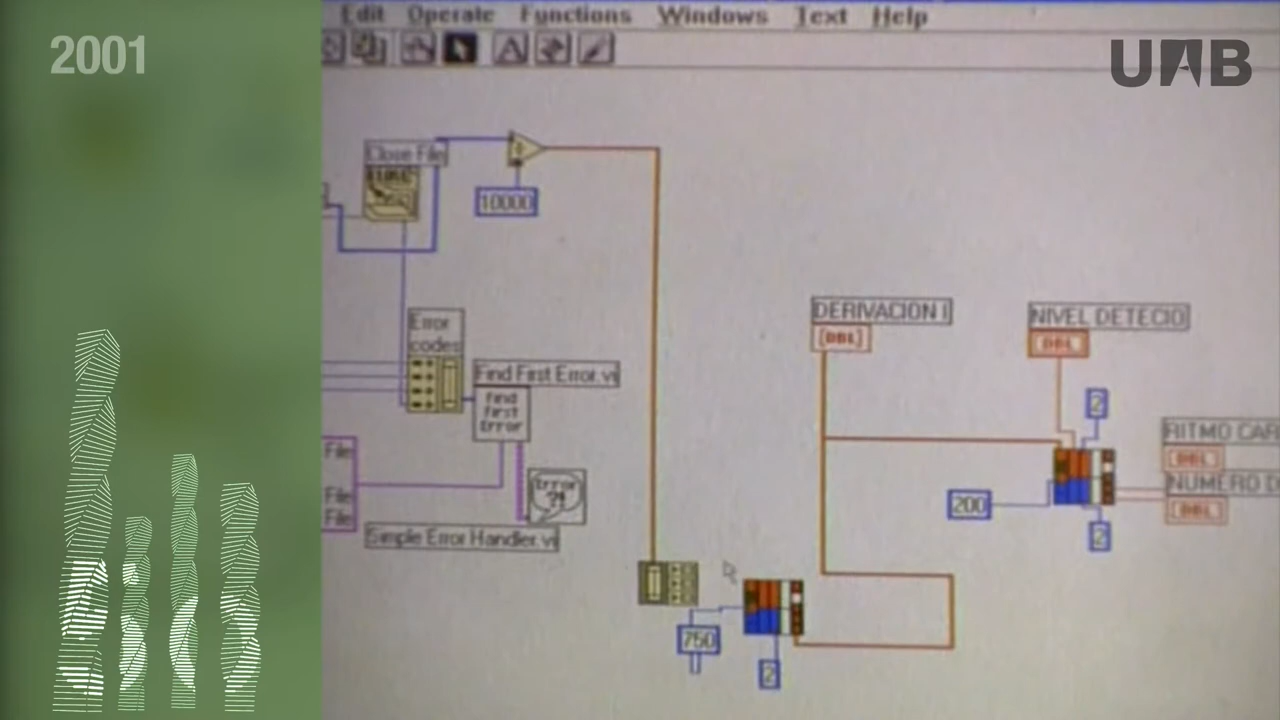 2001
UAB
Edit Operate Functions Windows Text Help
Close File
10000
Error
codes
Find First Error.vi
Find
First
Error
File
File
File
Error
?!
Simple Error Handler.vi
DERIVACION I
[DBL]
NIVEL DETECIO
DBL
2
RITMO CAR
DBL
NUMERO D
DBL
200
2
750
2